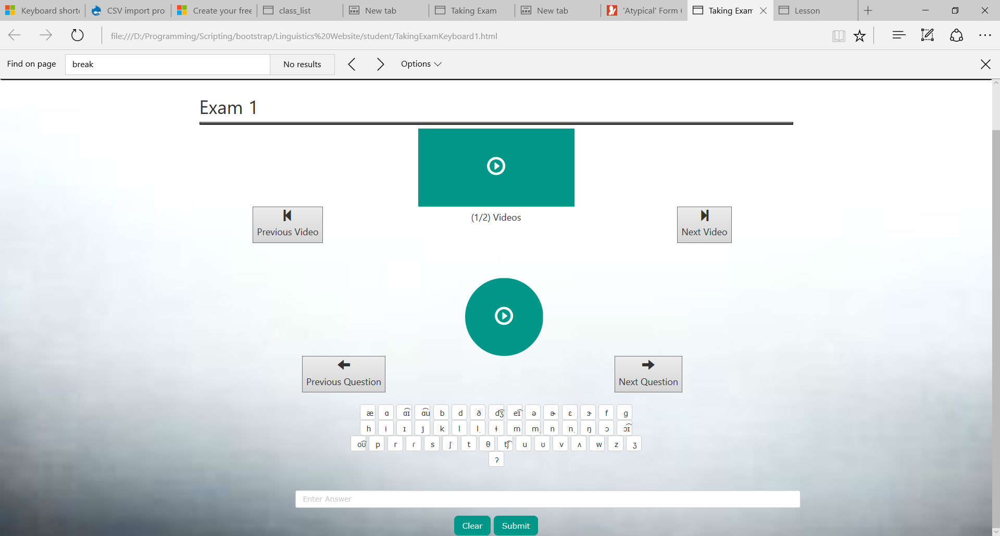 Keyboard shorto CSV import pro Create your free class_list New tab Taking Exam New tab 'Atypical' Form Taking Exam Lesson
file:///D:/Programming/Scripting/bootstrap/Linguistics%20Website/student/TakingExamKeyboard1.html
Find on page break No results Options
Exam 1
(1/2) Videos
Previous Video Next Video
Previous Question Next Question
æ ɑ ɑ͡ɪ ɑ͡u b d ð d͡ʒ e͡ɪ ə ɚ ɛ ɝ f g
h i ɪ j k l l̩ ɫ m m̩ n n̩ ŋ ɔ ɔ͡ɪ
o͡ʊ p r ɾ s ʃ t θ t͡ʃ u ʊ v ʌ w z ʒ
ʔ
Enter Answer
Clear Submit